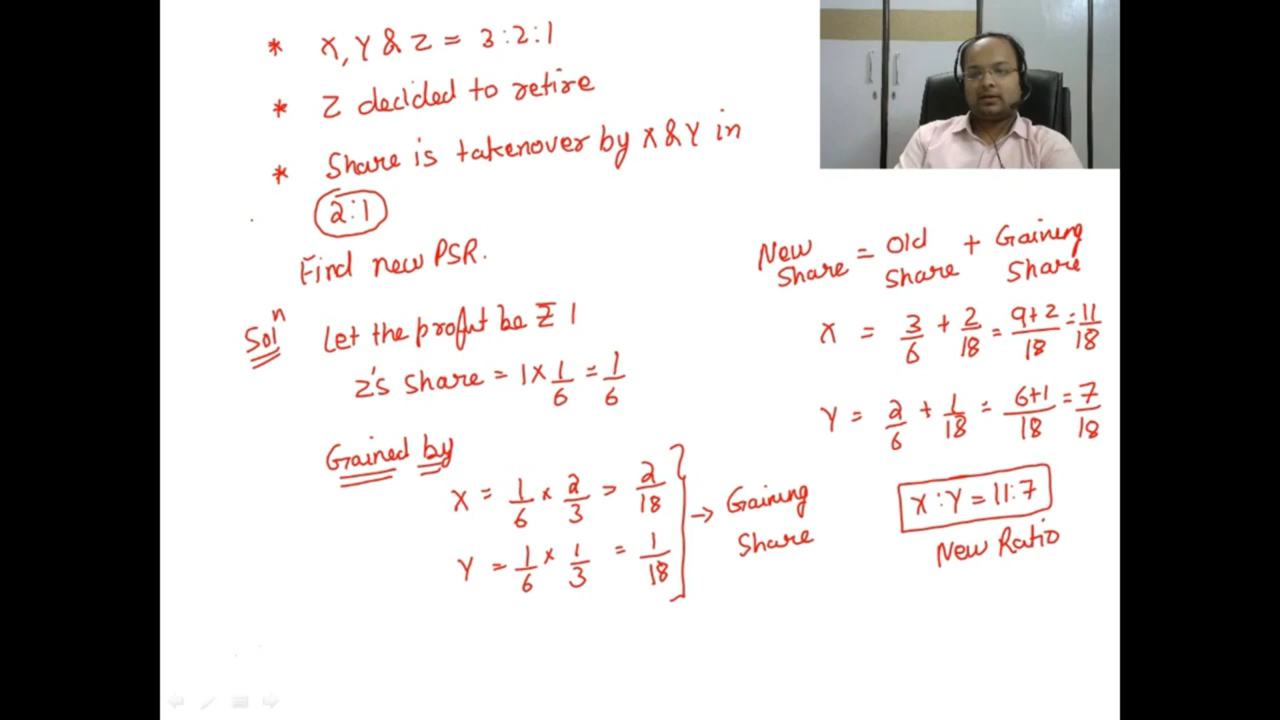 * X, Y & Z = 3:2:1
* Z decided to retire
* Share is takenover by X & Y in
2:1
Find new PSR.
Solⁿ Let the profit be ₹ 1
Z's share = 1 × 1/6 = 1/6
Gained by
X = 1/6 × 2/3 = 2/18
Y = 1/6 × 1/3 = 1/18
→ Gaining
Share
New Share = Old Share + Gaining Share
X = 3/6 + 2/18 = 9+2/18 = 11/18
Y = 2/6 + 1/18 = 6+1/18 = 7/18
X:Y = 11:7
New Ratio